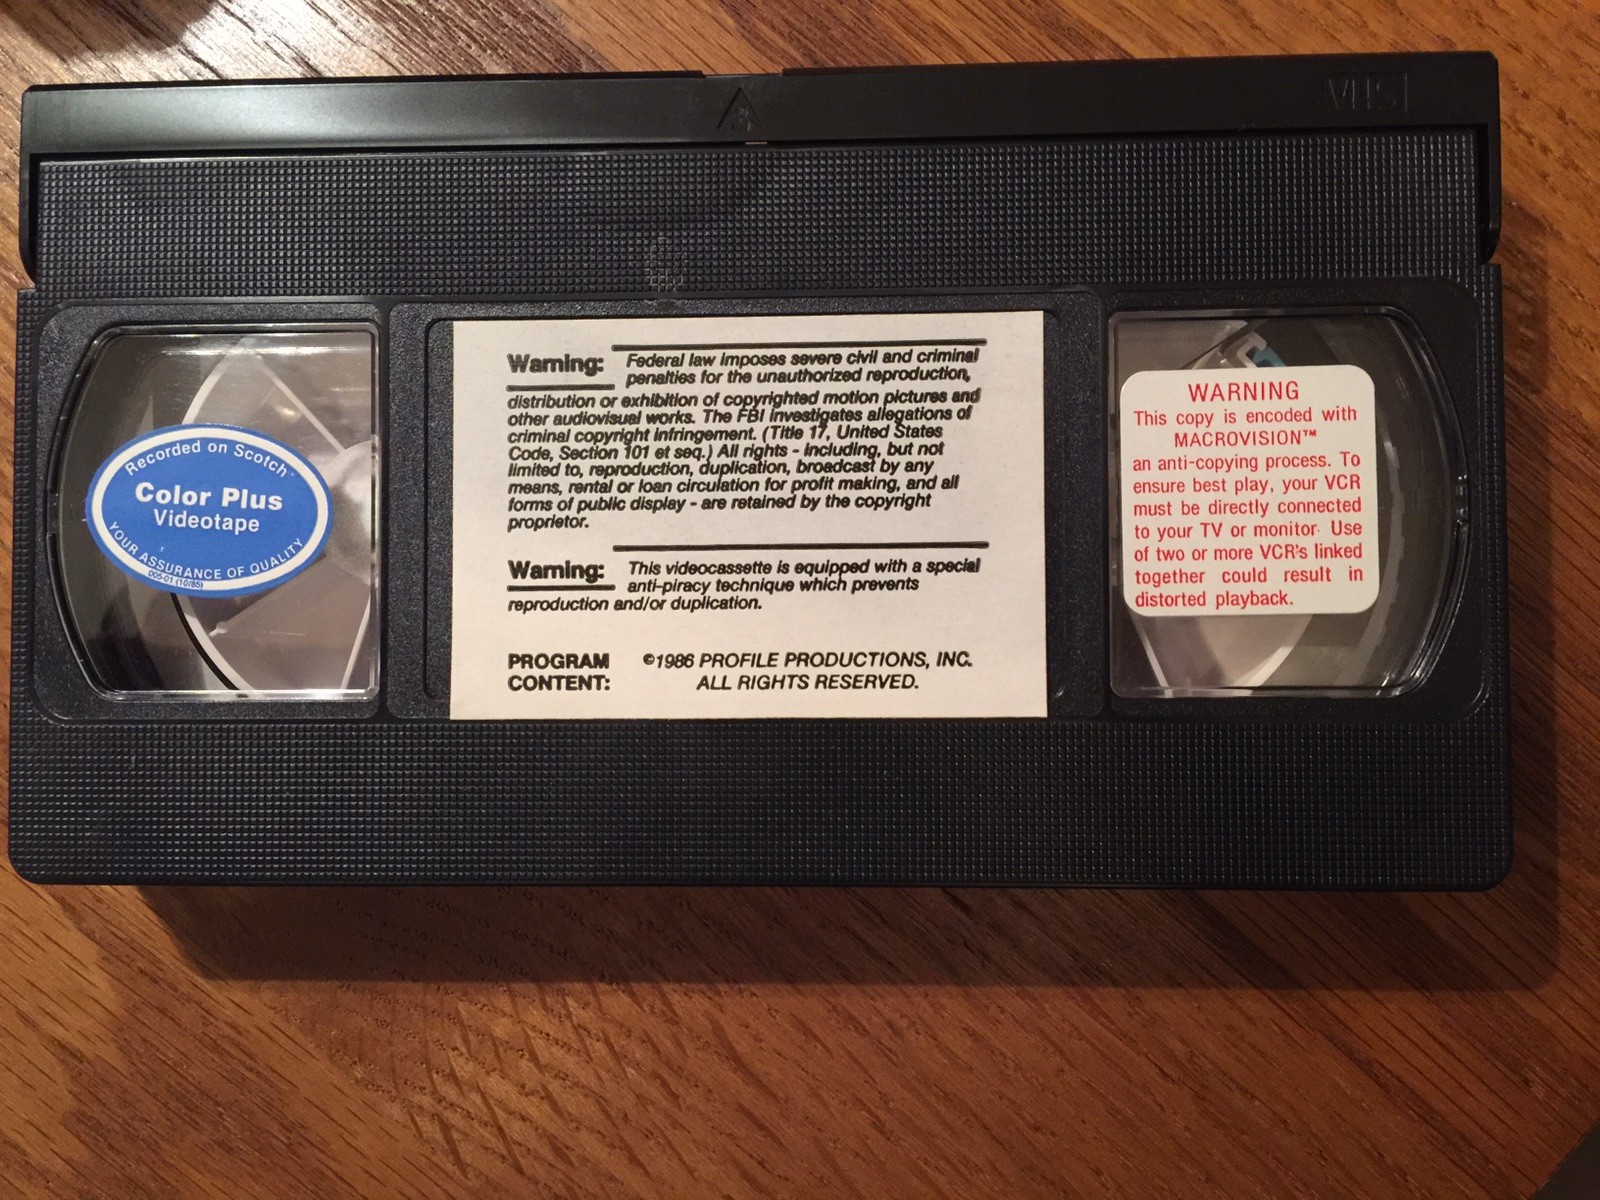 VHS
Recorded on Scotch™
Color Plus
Videotape
YOUR ASSURANCE OF QUALITY
005-01 (10/85)
Warning: Federal law imposes severe civil and criminal
penalties for the unauthorized reproduction,
distribution or exhibition of copyrighted motion pictures and
other audiovisual works. The FBI investigates allegations of
criminal copyright infringement. (Title 17, United States
Code, Section 101 et seq.) All rights - including, but not
limited to, reproduction, duplication, broadcast by any
means, rental or loan circulation for profit making, and all
forms of public display - are retained by the copyright
proprietor.
Warning: This videocassette is equipped with a special
anti-piracy technique which prevents
reproduction and/or duplication.
PROGRAM CONTENT: ©1986 PROFILE PRODUCTIONS, INC.
ALL RIGHTS RESERVED.
WARNING
This copy is encoded with
MACROVISION™
an anti-copying process. To
ensure best play, your VCR
must be directly connected
to your TV or monitor. Use
of two or more VCR's linked
together could result in
distorted playback.